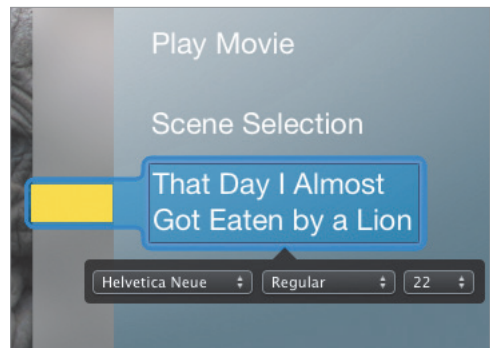 Play Movie
Scene Selection
That Day I Almost
Got Eaten by a Lion
Helvetica Neue Regular 22